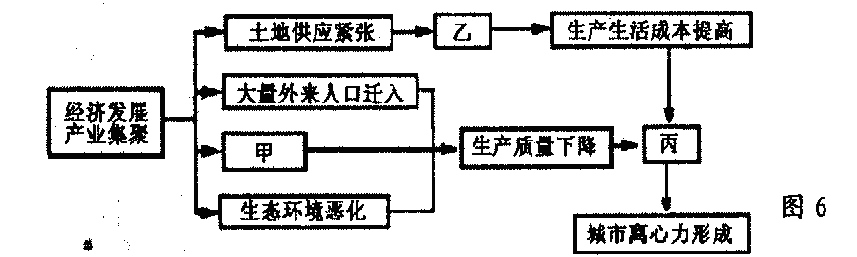 土地供应紧张
乙
生产生活成本提高
大量外来人口迁入
经济发展
产业集聚
甲
生产质量下降
丙
生态环境恶化
城市离心力形成
图 6